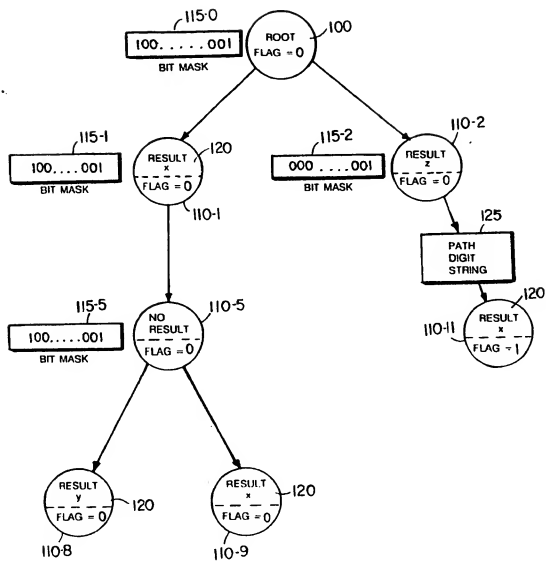 115-0
100
100.....001
BIT MASK
ROOT
FLAG = 0
115-1
120
115-2
110-2
100....001
BIT MASK
RESULT
x
FLAG = 0
110-1
000 ....001
BIT MASK
RESULT
z
FLAG = 0
125
PATH
DIGIT
STRING
115-5
110-5
120
100.....001
BIT MASK
NO
RESULT
FLAG = 0
110-11
RESULT
x
FLAG = 1
RESULT
y
FLAG = 0
120
110-8
RESULT
x
FLAG = 0
120
110-9